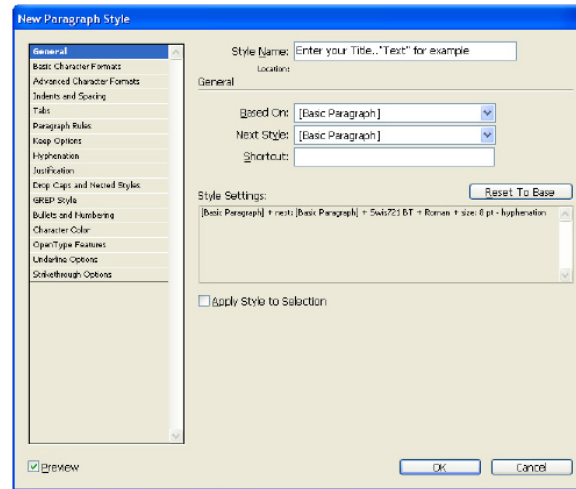 New Paragraph Style
General
Basic Character Formats
Advanced Character Formats
Indents and Spacing
Tabs
Paragraph Rules
Keep Options
Hyphenation
Justification
Drop Caps and Nested Styles
GREP Style
Bullets and Numbering
Character Color
OpenType Features
Underline Options
Strikethrough Options
Preview
Style Name: Enter your Title.."Text" for example
Location:
General
Based On: [Basic Paragraph]
Next Style: [Basic Paragraph]
Shortcut:
Style Settings: Reset To Base
[Basic Paragraph] + next: [Basic Paragraph] + Swis721 BT + Roman + size: 8 pt - hyphenation
Apply Style to Selection
OK Cancel